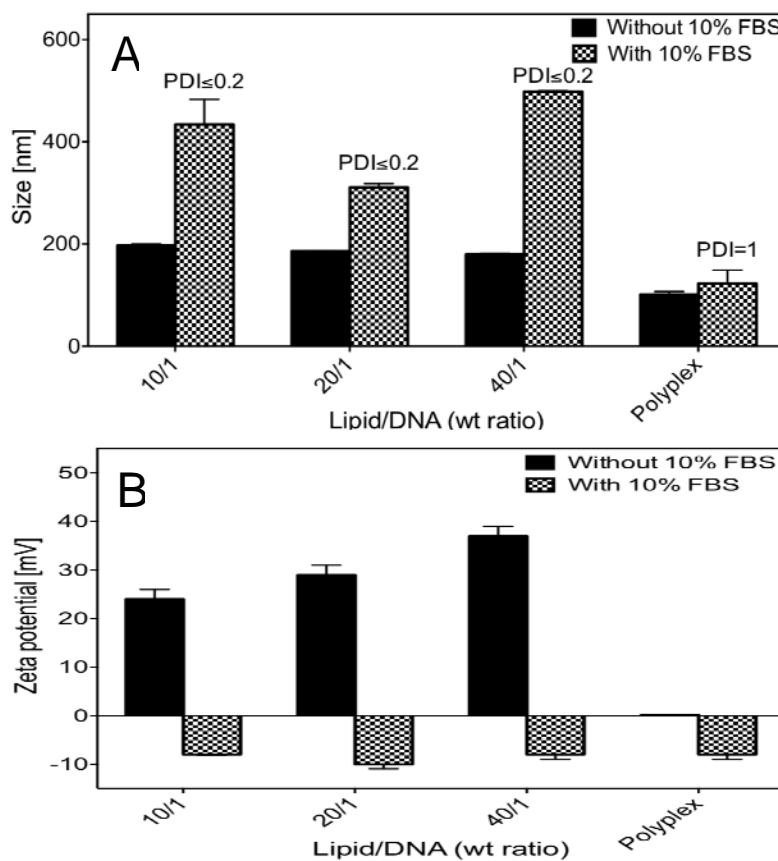 A
Without 10% FBS
With 10% FBS
PDI≤0.2
PDI≤0.2
PDI≤0.2
PDI=1
Size [nm]
600
400
200
0
10/1
20/1
40/1
Polyplex
Lipid/DNA (wt ratio)
B
Without 10% FBS
With 10% FBS
Zeta potential [mV]
50
40
30
20
10
0
-10
10/1
20/1
40/1
Polyplex
Lipid/DNA (wt ratio)